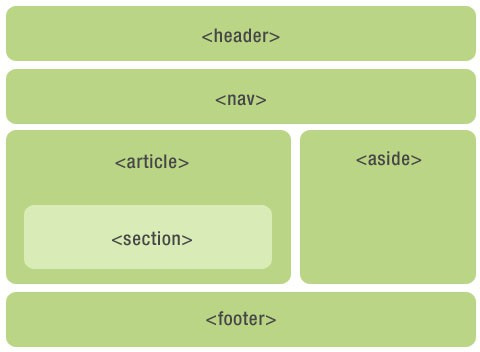 <header>
<nav>
<article>
<aside>
<section>
<footer>